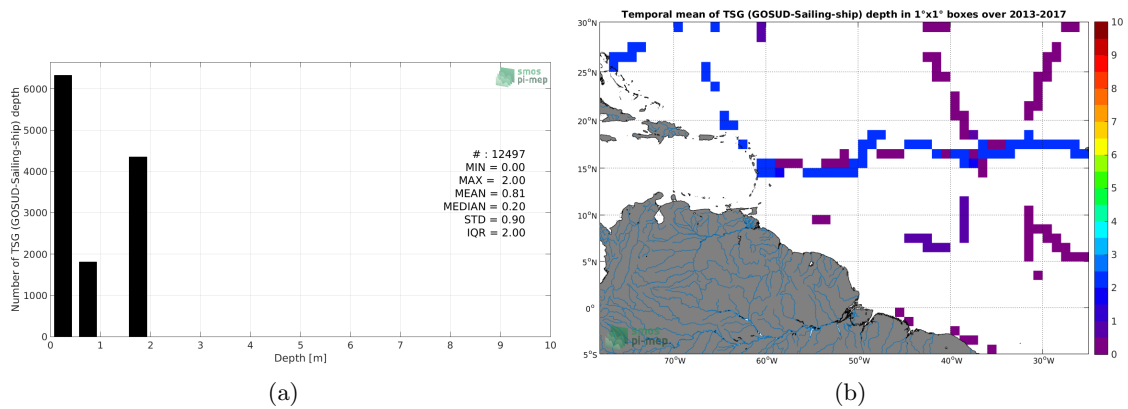 smos
pi-mep
Number of TSG (GOSUD-Sailing-ship) depth
6000
5000
4000
3000
2000
1000
0
# : 12497
MIN = 0.00
MAX = 2.00
MEAN = 0.81
MEDIAN = 0.20
STD = 0.90
IQR = 2.00
0 1 2 3 4 5 6 7 8 9 10
Depth [m]
(a)
Temporal mean of TSG (GOSUD-Sailing-ship) depth in 1°x1° boxes over 2013-2017
30°N
25°N
20°N
15°N
10°N
5°N
0°
5°S
70°W 60°W 50°W 40°W 30°W
smos
pi-mep
10
9
8
7
6
5
4
3
2
1
0
(b)